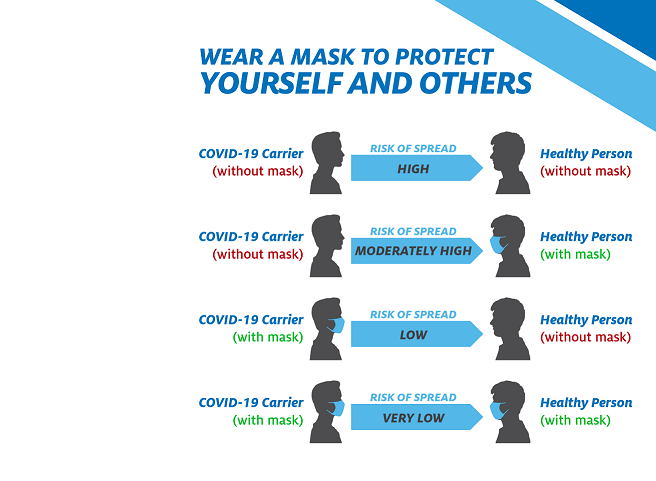 WEAR A MASK TO PROTECT
YOURSELF AND OTHERS
COVID-19 Carrier
(without mask)
RISK OF SPREAD
HIGH
Healthy Person
(without mask)
COVID-19 Carrier
(without mask)
RISK OF SPREAD
MODERATELY HIGH
Healthy Person
(with mask)
COVID-19 Carrier
(with mask)
RISK OF SPREAD
LOW
Healthy Person
(without mask)
COVID-19 Carrier
(with mask)
RISK OF SPREAD
VERY LOW
Healthy Person
(with mask)